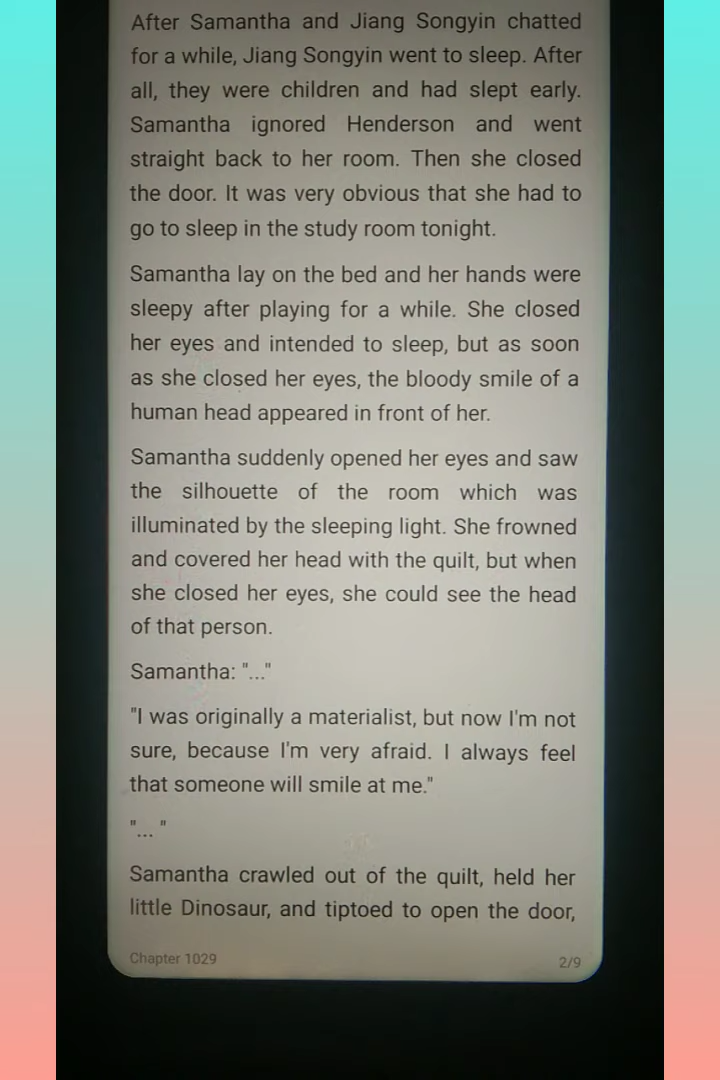 After Samantha and Jiang Songyin chatted
for a while, Jiang Songyin went to sleep. After
all, they were children and had slept early.
Samantha ignored Henderson and went
straight back to her room. Then she closed
the door. It was very obvious that she had to
go to sleep in the study room tonight.
Samantha lay on the bed and her hands were
sleepy after playing for a while. She closed
her eyes and intended to sleep, but as soon
as she closed her eyes, the bloody smile of a
human head appeared in front of her.
Samantha suddenly opened her eyes and saw
the silhouette of the room which was
illuminated by the sleeping light. She frowned
and covered her head with the quilt, but when
she closed her eyes, she could see the head
of that person.
Samantha: "..."
"I was originally a materialist, but now I'm not
sure, because I'm very afraid. I always feel
that someone will smile at me."
"... "
Samantha crawled out of the quilt, held her
little Dinosaur, and tiptoed to open the door,
Chapter 1029
2/9